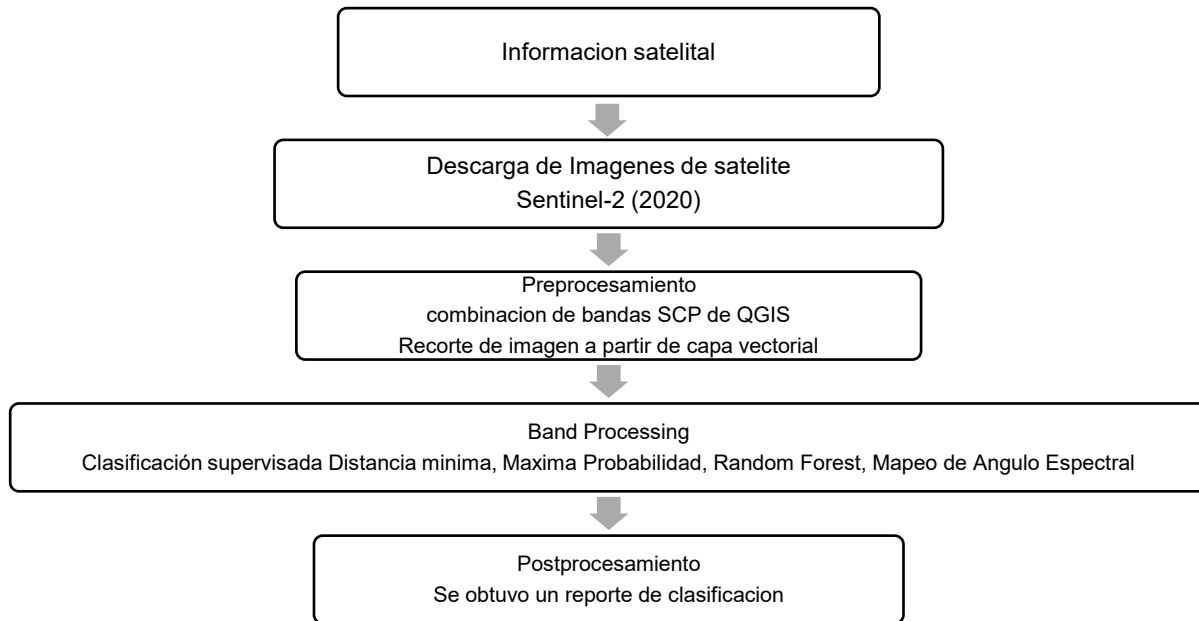 Informacion satelital
Descarga de Imagenes de satelite
Sentinel-2 (2020)
Preprocesamiento
combinacion de bandas SCP de QGIS
Recorte de imagen a partir de capa vectorial
Band Processing
Clasificación supervisada Distancia minima, Maxima Probabilidad, Random Forest, Mapeo de Angulo Espectral
Postprocesamiento
Se obtuvo un reporte de clasificacion